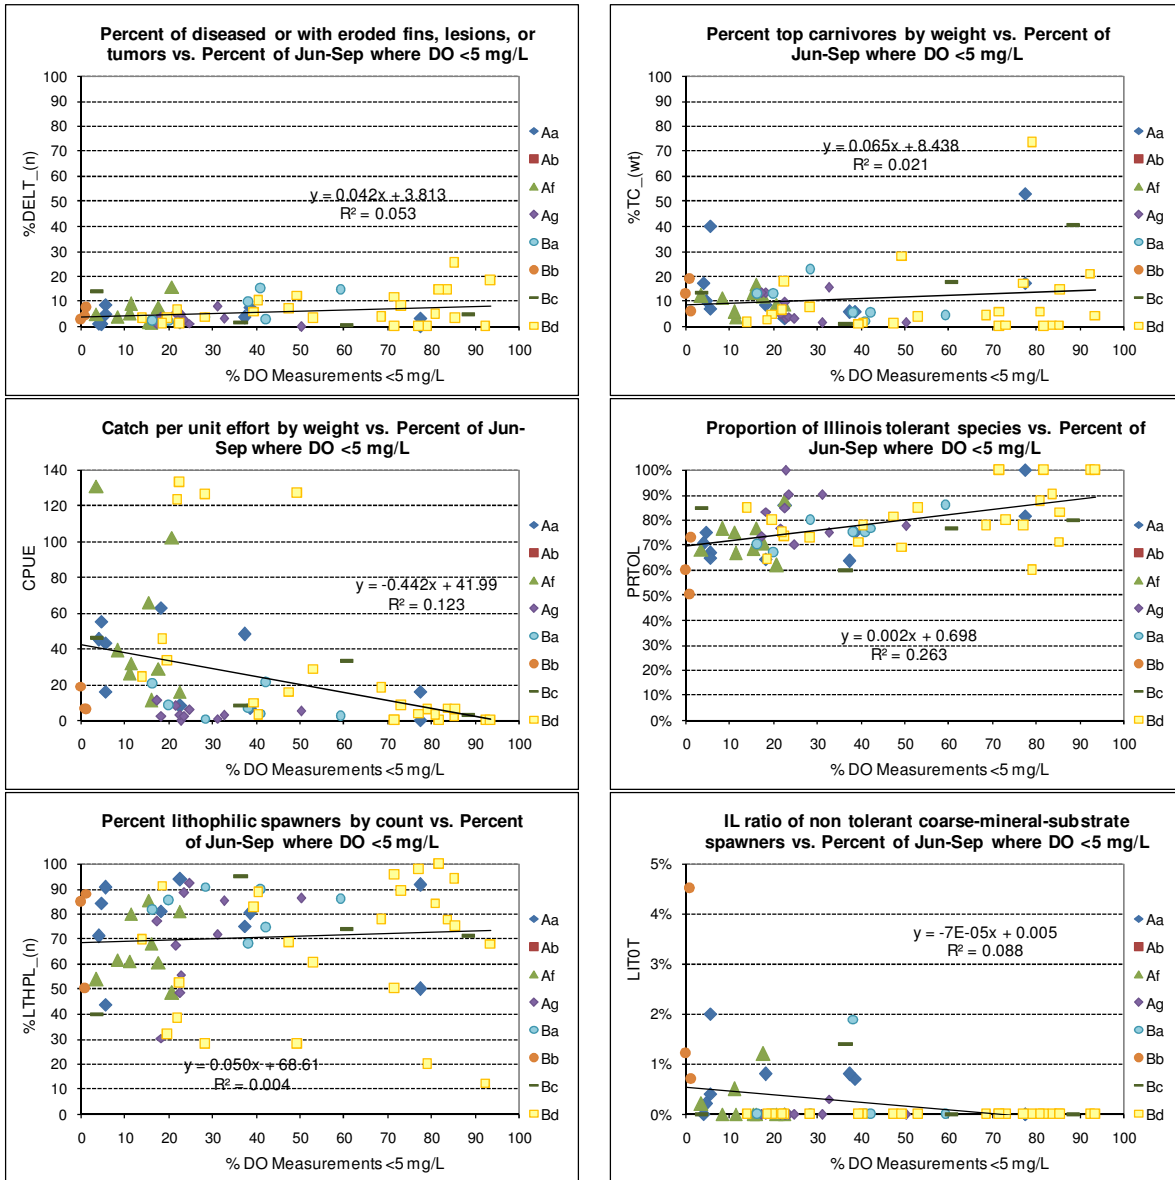 Percent of diseased or with eroded fins, lesions, or
tumors vs. Percent of Jun-Sep where DO <5 mg/L
100
90
80
70
60
50
40
30
20
10
0
%DELT_(n)
y = 0.042x + 3.813
R² = 0.053
0 10 20 30 40 50 60 70 80 90 100
% DO Measurements <5 mg/L
Aa
Ab
Af
Ag
Ba
Bb
Bc
Bd
Percent top carnivores by weight vs. Percent of
Jun-Sep where DO <5 mg/L
100
90
80
70
60
50
40
30
20
10
0
%TC_(wt)
y = 0.065x + 8.438
R² = 0.021
0 10 20 30 40 50 60 70 80 90 100
% DO Measurements <5 mg/L
Aa
Ab
Af
Ag
Ba
Bb
Bc
Bd
Catch per unit effort by weight vs. Percent of Jun-
Sep where DO <5 mg/L
140
120
100
80
60
40
20
0
CPUE
y = -0.442x + 41.99
R² = 0.123
0 10 20 30 40 50 60 70 80 90 100
% DO Measurements <5 mg/L
Aa
Ab
Af
Ag
Ba
Bb
Bc
Bd
Proportion of Illinois tolerant species vs. Percent of
Jun-Sep where DO <5 mg/L
100%
90%
80%
70%
60%
50%
40%
30%
20%
10%
0%
PRTOL
y = 0.002x + 0.698
R² = 0.263
0 10 20 30 40 50 60 70 80 90 100
% DO Measurements <5 mg/L
Aa
Ab
Af
Ag
Ba
Bb
Bc
Bd
Percent lithophilic spawners by count vs. Percent
of Jun-Sep where DO <5 mg/L
100
90
80
70
60
50
40
30
20
10
0
%LTHPL_(n)
y = 0.050x + 68.61
R² = 0.004
0 10 20 30 40 50 60 70 80 90 100
% DO Measurements <5 mg/L
Aa
Ab
Af
Ag
Ba
Bb
Bc
Bd
IL ratio of non tolerant coarse-mineral-substrate
spawners vs. Percent of Jun-Sep where DO <5 mg/L
5%
4%
3%
2%
1%
0%
LIT0T
y = -7E-05x + 0.005
R² = 0.088
0 10 20 30 40 50 60 70 80 90 100
% DO Measurements <5 mg/L
Aa
Ab
Af
Ag
Ba
Bb
Bc
Bd